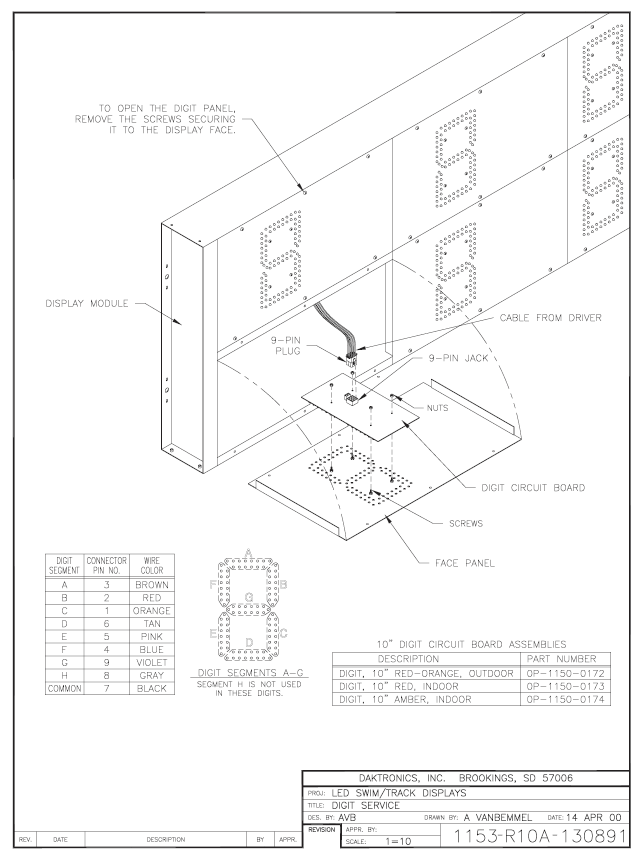 TO OPEN THE DIGIT PANEL,
REMOVE THE SCREWS SECURING
IT TO THE DISPLAY FACE.
DISPLAY MODULE
CABLE FROM DRIVER
9-PIN
PLUG
9-PIN JACK
NUTS
DIGIT CIRCUIT BOARD
SCREWS
FACE PANEL
DIGIT SEGMENT CONNECTOR PIN NO. WIRE COLOR
A 3 BROWN
B 2 RED
C 1 ORANGE
D 6 TAN
E 5 PINK
F 4 BLUE
G 9 VIOLET
H 8 GRAY
COMMON 7 BLACK
A
F B
G
E C
D
DIGIT SEGMENTS A-G
SEGMENT H IS NOT USED
IN THESE DIGITS.
10" DIGIT CIRCUIT BOARD ASSEMBLIES
DESCRIPTION PART NUMBER
DIGIT, 10" RED-ORANGE, OUTDOOR 0P-1150-0172
DIGIT, 10" RED, INDOOR 0P-1150-0173
DIGIT, 10" AMBER, INDOOR 0P-1150-0174
DAKTRONICS, INC. BROOKINGS, SD 57006
PROJ: LED SWIM/TRACK DISPLAYS
TITLE: DIGIT SERVICE
DES. BY: AVB DRAWN BY: A VANBEMMEL DATE: 14 APR 00
REVISION APPR. BY:
SCALE: 1=10
1153-R10A-130891
REV. DATE DESCRIPTION BY APPR.